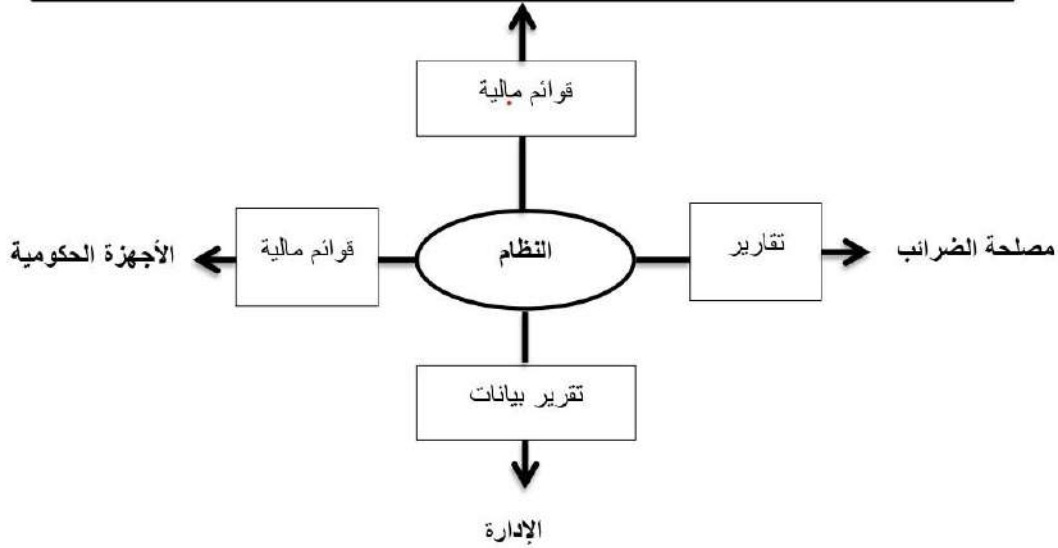 قوائم مالية
مصلحة الضرائب
تقارير
النظام
قوائم مالية
الأجهزة الحكومية
تقرير بيانات
الإدارة